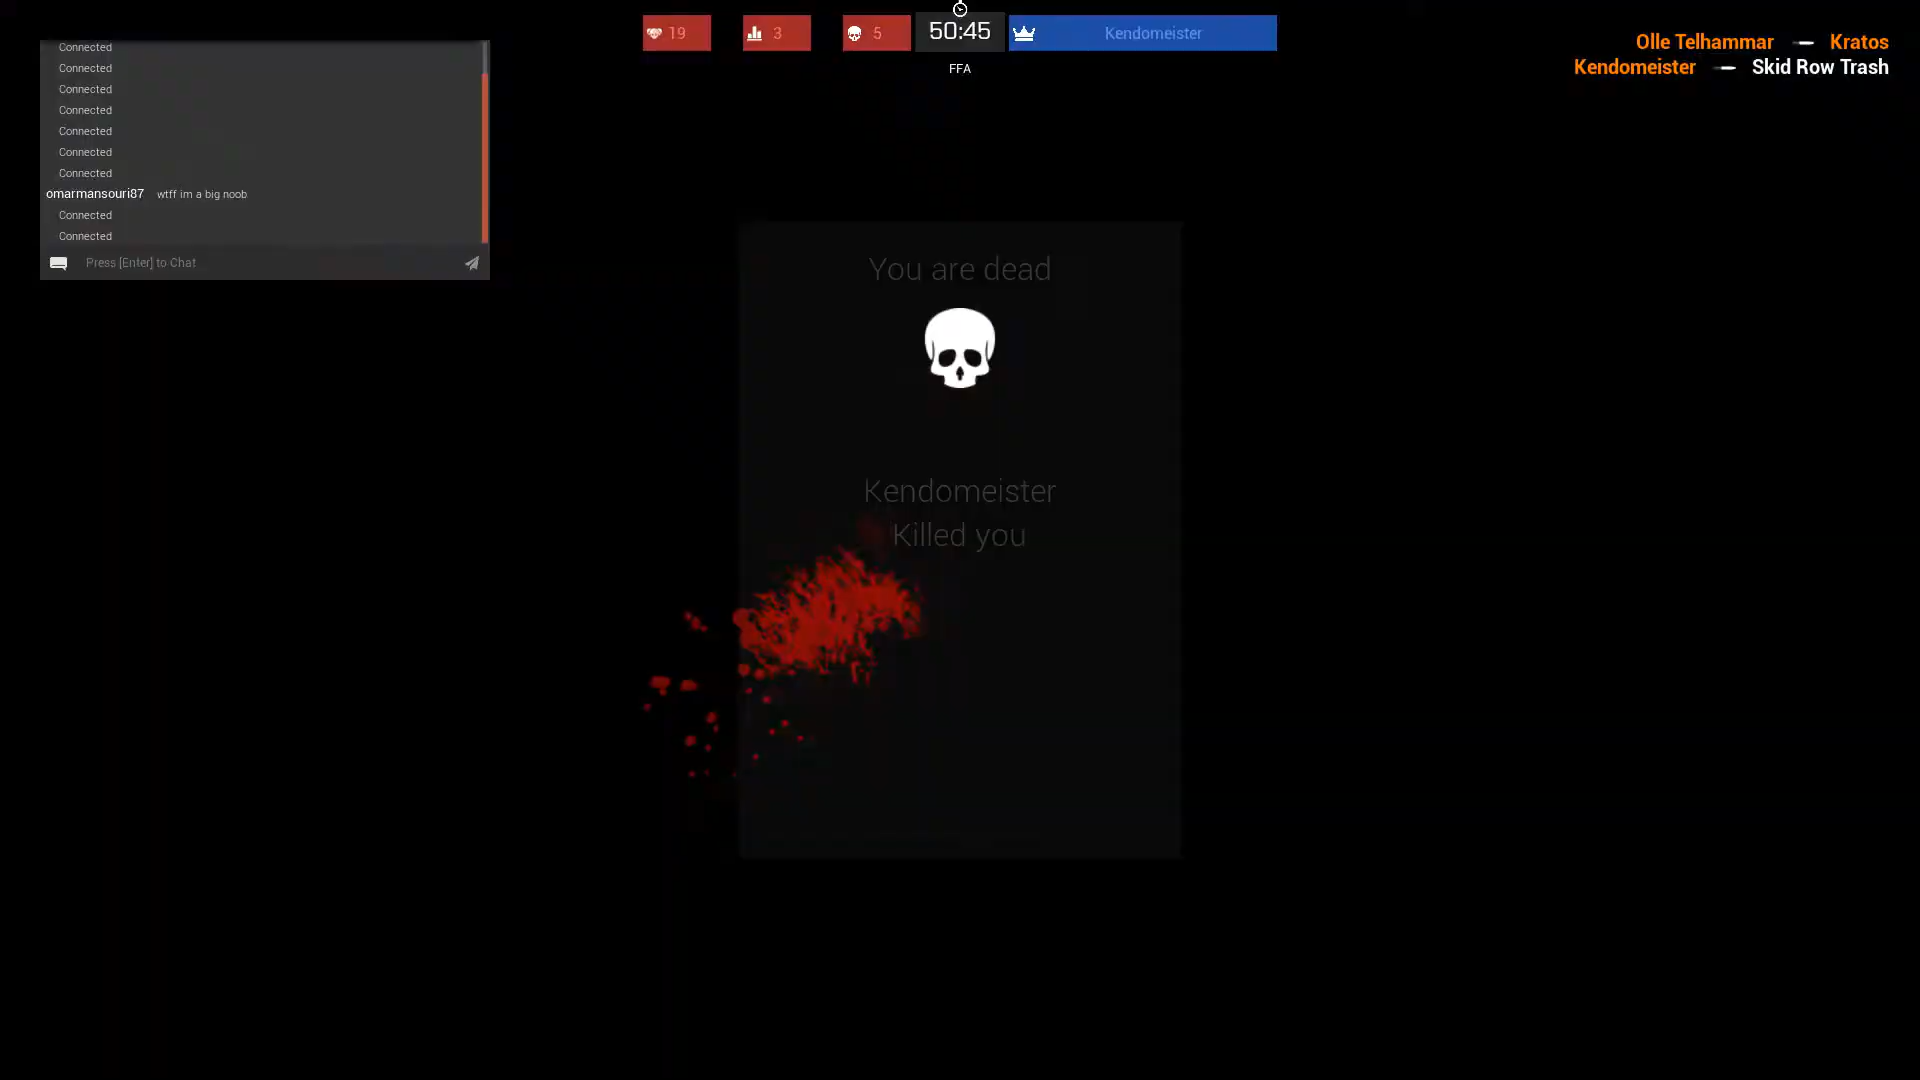 Connected
Connected
Connected
Connected
Connected
Connected
Connected
omarmansouri87 wtff im a big noob
Connected
Connected
Press [Enter] to Chat
19
3
5
50:45
Kendomeister
FFA
Olle Telhammar Kratos
Kendomeister Skid Row Trash
You are dead
Kendomeister
Killed you